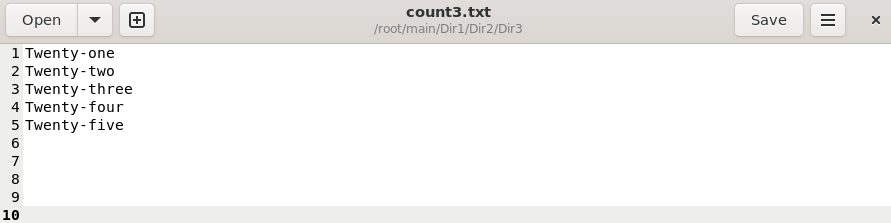 Open
count3.txt
/root/main/Dir1/Dir2/Dir3
Save
1 Twenty-one
2 Twenty-two
3 Twenty-three
4 Twenty-four
5 Twenty-five
6
7
8
9
10